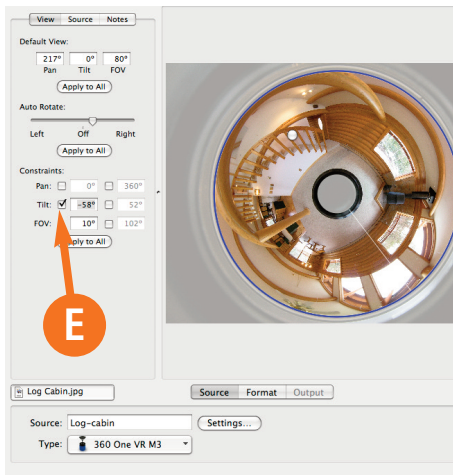 View Source Notes
Default View:
217° 0° 80°
Pan Tilt FOV
Apply to All
Auto Rotate:
Left Off Right
Apply to All
Constraints:
Pan: 0° 360°
Tilt: -58° 52°
FOV: 10° 102°
Apply to All
E
Log Cabin.jpg
Source Format Output
Source: Log-cabin Settings...
Type: 360 One VR M3